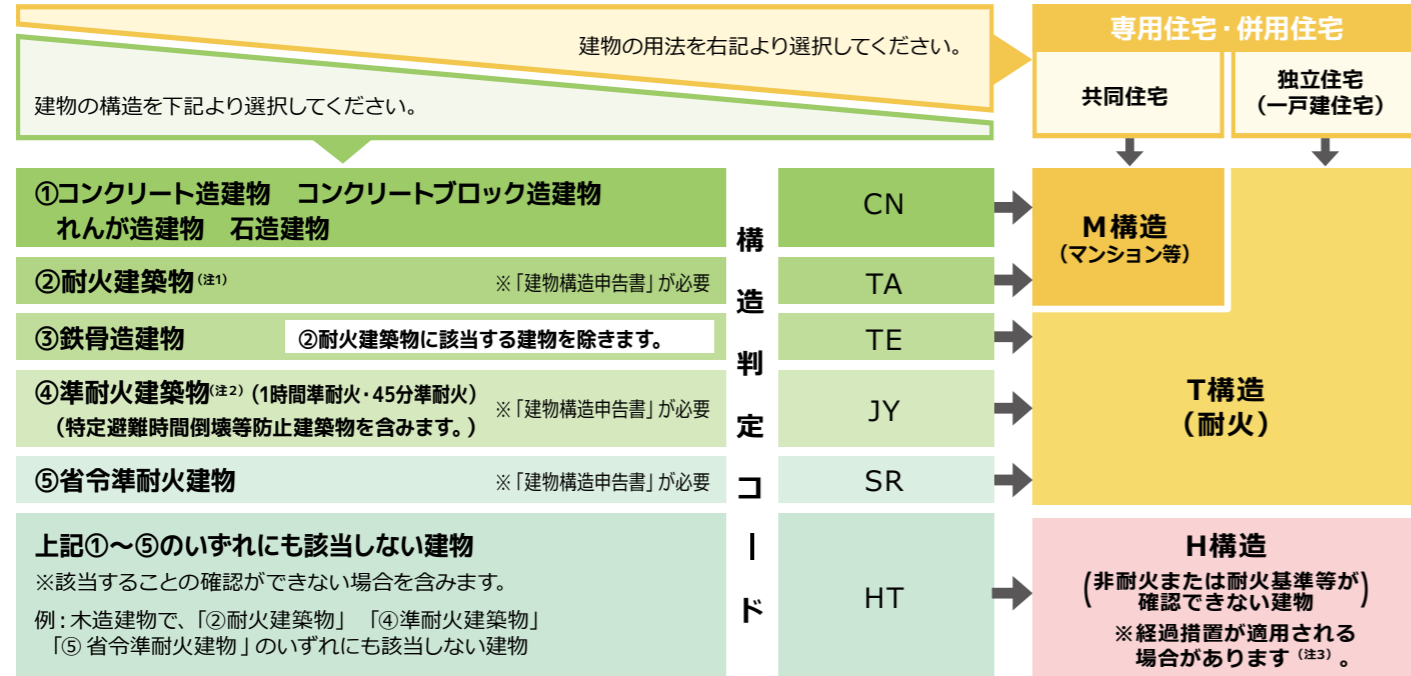 建物の用法を右記より選択してください。
建物の構造を下記より選択してください。
専用住宅・併用住宅
共同住宅
独立住宅
（一戸建住宅）
①コンクリート造建物　コンクリートブロック造建物
れんが造建物　石造建物
CN
②耐火建築物（注1）
※「建物構造申告書」が必要
TA
③鉄骨造建物
②耐火建築物に該当する建物を除きます。
TE
④準耐火建築物（注2）（1時間準耐火・45分準耐火）
（特定避難時間倒壊等防止建築物を含みます。）
※「建物構造申告書」が必要
JY
⑤省令準耐火建物
※「建物構造申告書」が必要
SR
上記①～⑤のいずれにも該当しない建物
※該当することの確認ができない場合を含みます。
例：木造建物で、「②耐火建築物」「④準耐火建築物」
「⑤ 省令準耐火建物」のいずれにも該当しない建物
HT
構造判定コード
M構造
（マンション等）
T構造
（耐火）
H構造
（非耐火または耐火基準等が
確認できない建物）
※経過措置が適用される
場合があります（注3）。